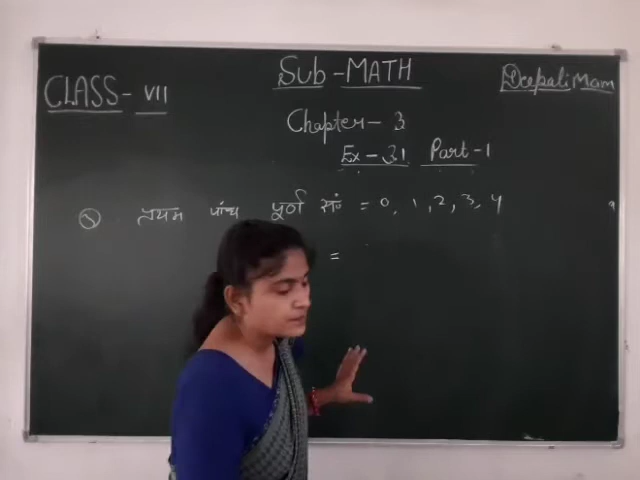 Sub - MATH
CLASS - VII
Deepali Mam
Chapter - 3
Ex - 3.1 Part - 1
प्रथम पांच पूर्ण सं० = 0, 1, 2, 3, 4
=